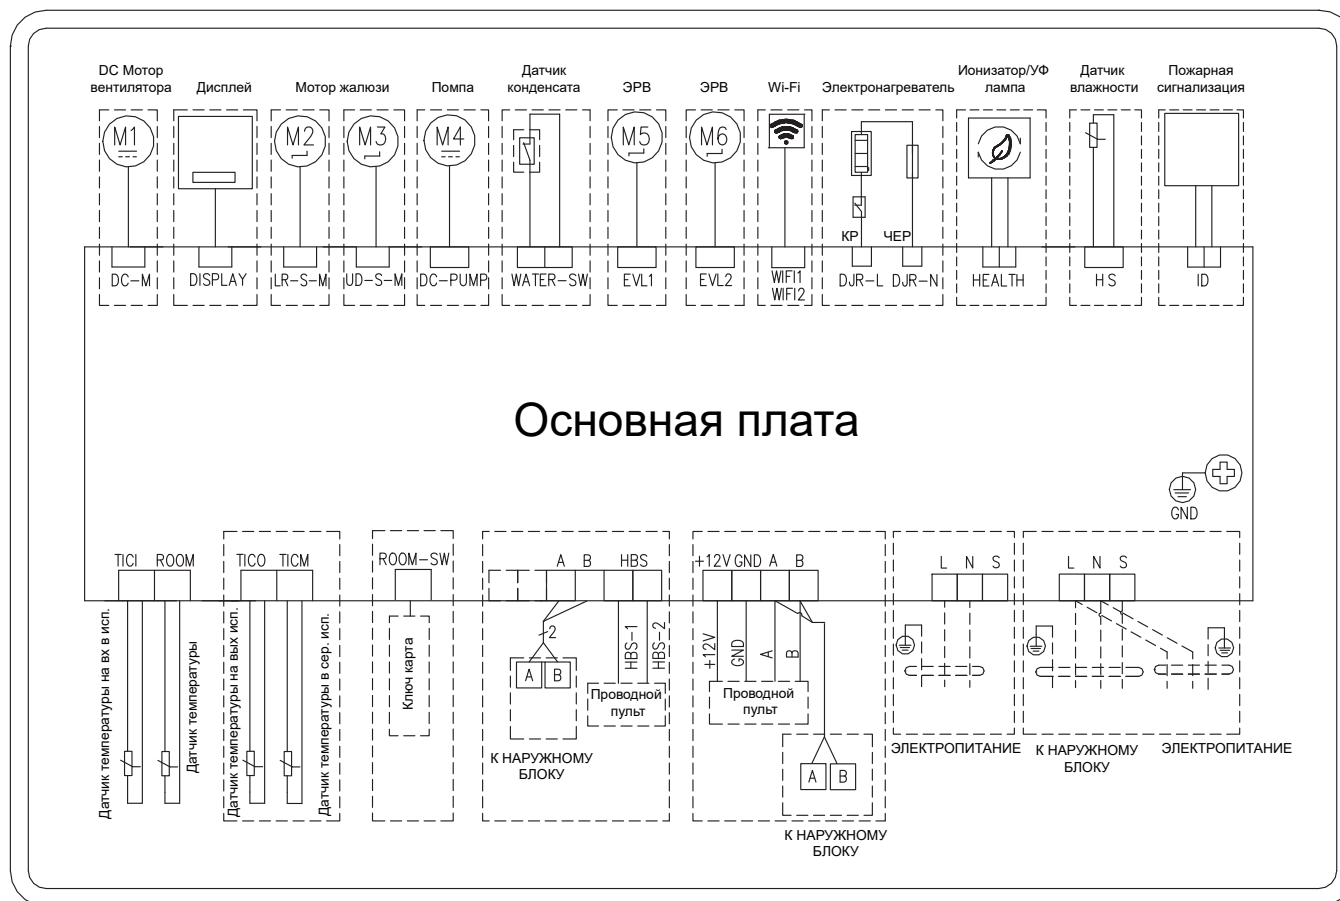 DC Мотор
вентилятора
Дисплей
Мотор жалюзи
Помпа
Датчик
конденсата
ЭРВ
ЭРВ
Wi-Fi
Электронагреватель
Ионизатор/УФ
лампа
Датчик
влажности
Пожарная
сигнализация
M1
M2
M3
M4
M5
M6
КР
ЧЕР
DC-M
DISPLAY
LR-S-M
UD-S-M
DC-PUMP
WATER-SW
EVL1
EVL2
WIFI1
WIFI2
DJR-L
DJR-N
HEALTH
HS
ID
Основная плата
GND
TICI
ROOM
TICO
TICM
ROOM-SW
A
B
HBS
+12V
GND
A
B
L
N
S
L
N
S
Датчик температуры на вх в исп.
Датчик температуры
Датчик температуры на вых исп.
Датчик температуры в сер. исп.
Ключ карта
2
A
B
К НАРУЖНОМУ
БЛОКУ
HBS-1
HBS-2
Проводной
пульт
+12V
GND
A
B
Проводной
пульт
A
B
К НАРУЖНОМУ
БЛОКУ
ЭЛЕКТРОПИТАНИЕ
К НАРУЖНОМУ
БЛОКУ
ЭЛЕКТРОПИТАНИЕ